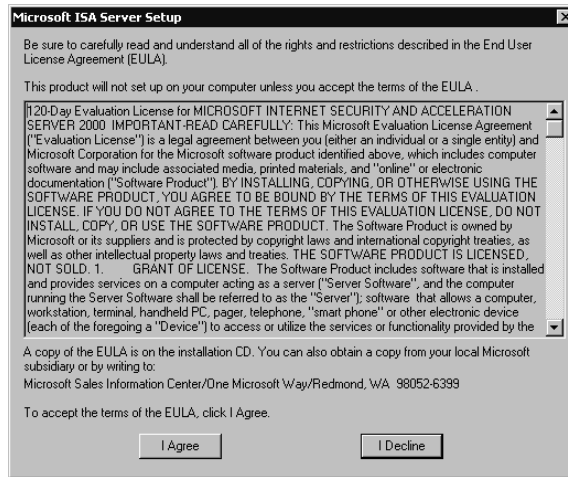 Microsoft ISA Server Setup
Be sure to carefully read and understand all of the rights and restrictions described in the End User
License Agreement (EULA).
This product will not set up on your computer unless you accept the terms of the EULA .
120-Day Evaluation License for MICROSOFT INTERNET SECURITY AND ACCELERATION
SERVER 2000  IMPORTANT-READ CAREFULLY: This Microsoft Evaluation License Agreement
("Evaluation License") is a legal agreement between you (either an individual or a single entity) and
Microsoft Corporation for the Microsoft software product identified above, which includes computer
software and may include associated media, printed materials, and "online" or electronic
documentation ("Software Product"). BY INSTALLING, COPYING, OR OTHERWISE USING THE
SOFTWARE PRODUCT, YOU AGREE TO BE BOUND BY THE TERMS OF THIS EVALUATION
LICENSE. IF YOU DO NOT AGREE TO THE TERMS OF THIS EVALUATION LICENSE, DO NOT
INSTALL, COPY, OR USE THE SOFTWARE PRODUCT. The Software Product is owned by
Microsoft or its suppliers and is protected by copyright laws and international copyright treaties, as
well as other intellectual property laws and treaties. THE SOFTWARE PRODUCT IS LICENSED,
NOT SOLD. 1.      GRANT OF LICENSE.  The Software Product includes software that is installed
and provides services on a computer acting as a server ("Server Software", and the computer
running the Server Software shall be referred to as the "Server"); software  that allows a computer,
workstation, terminal, handheld PC, pager, telephone, "smart phone" or other electronic device
(each of the foregoing a "Device") to access or utilize the services or functionality provided by the
A copy of the EULA is on the installation CD. You can also obtain a copy from your local Microsoft
subsidiary or by writing to:
Microsoft Sales Information Center/One Microsoft Way/Redmond, WA  98052-6399
To accept the terms of the EULA, click I Agree.
I Agree
I Decline